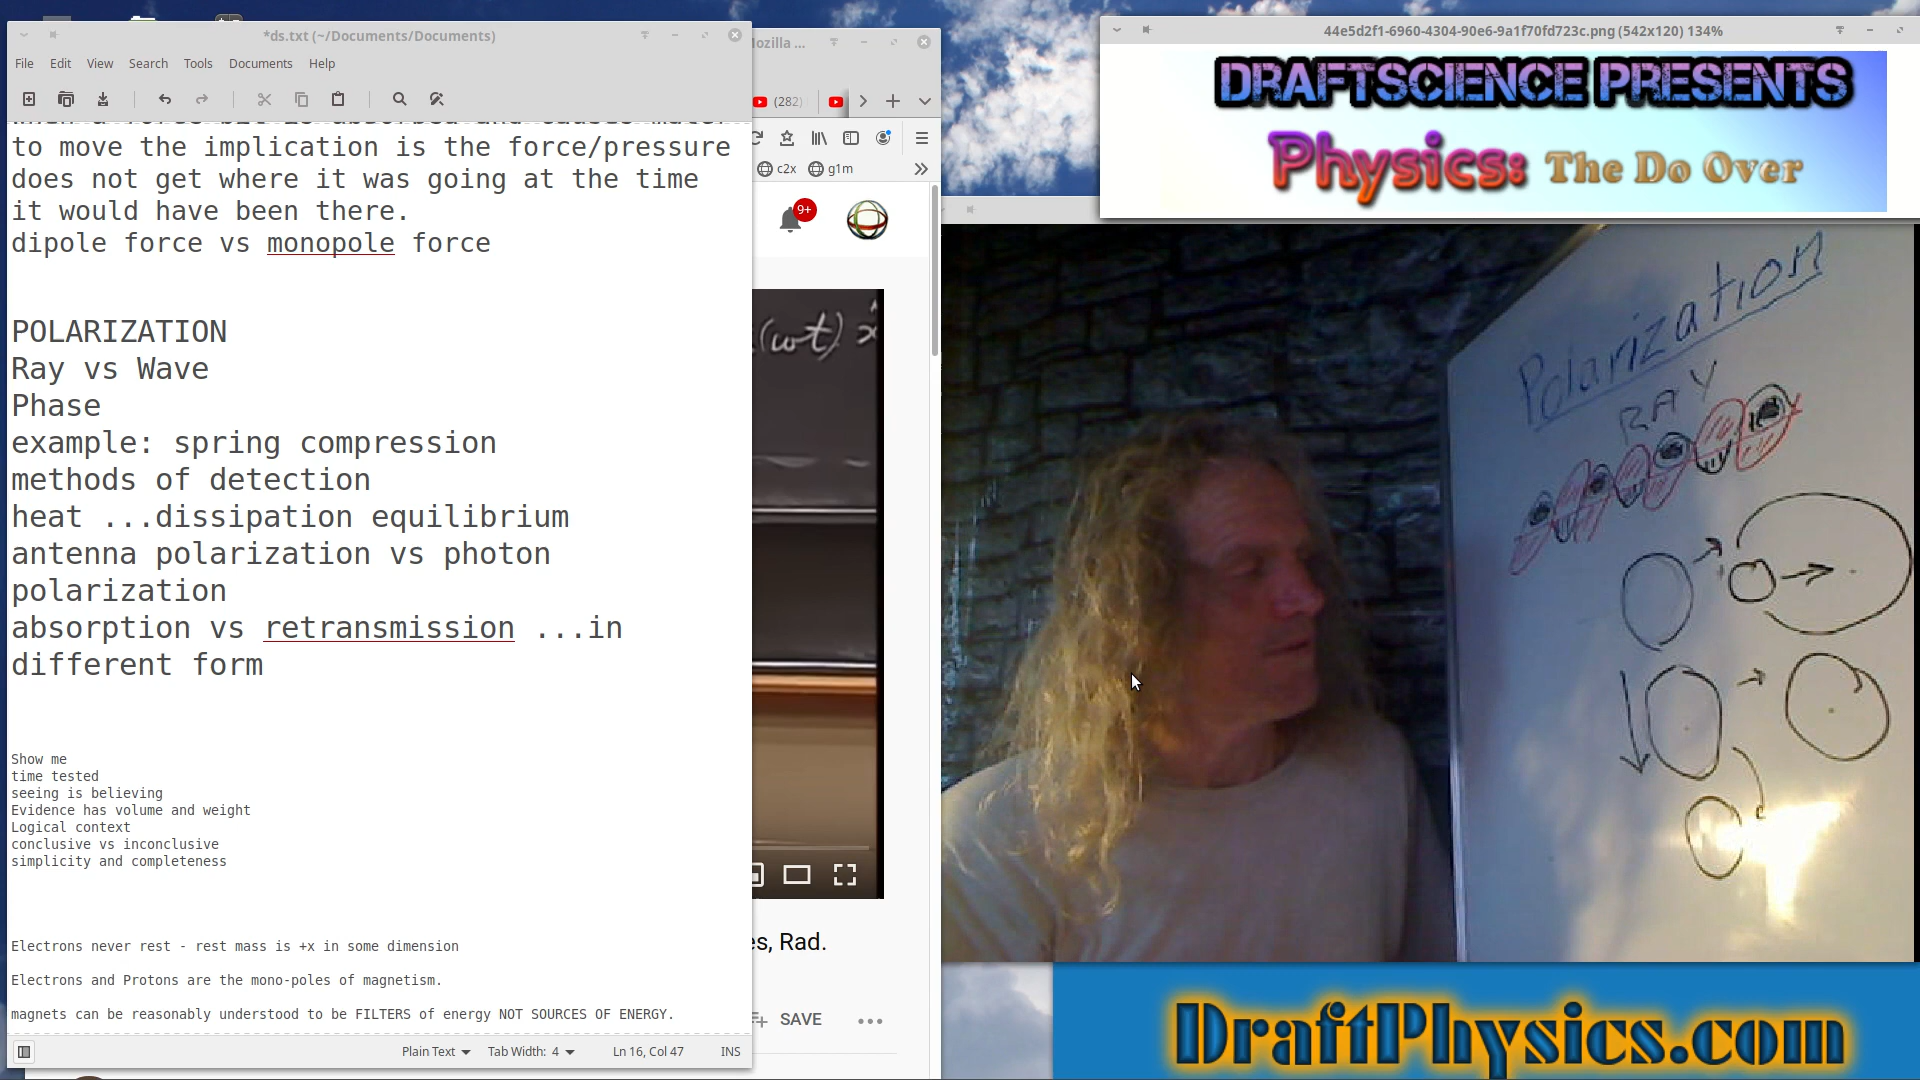 *ds.txt (~/Documents/Documents)
File Edit View Search Tools Documents Help
to move the implication is the force/pressure
does not get where it was going at the time
it would have been there.
dipole force vs monopole force
POLARIZATION
Ray vs Wave
Phase
example: spring compression
methods of detection
heat ...dissipation equilibrium
antenna polarization vs photon
polarization
absorption vs retransmission ...in
different form
Show me
time tested
seeing is believing
Evidence has volume and weight
Logical context
conclusive vs inconclusive
simplicity and completeness
Electrons never rest - rest mass is +x in some dimension
Electrons and Protons are the mono-poles of magnetism.
magnets can be reasonably understood to be FILTERS of energy NOT SOURCES OF ENERGY.
Plain Text Tab Width: 4 Ln 16, Col 47 INS
ozilla ...
(282)
c2x g1m
9+
(ωt) x̂
es, Rad.
SAVE
44e5d2f1-6960-4304-90e6-9a1f70fd723c.png (542x120) 134%
DRAFTSCIENCE PRESENTS
Physics: The Do Over
Polarization
RAY
DraftPhysics.com